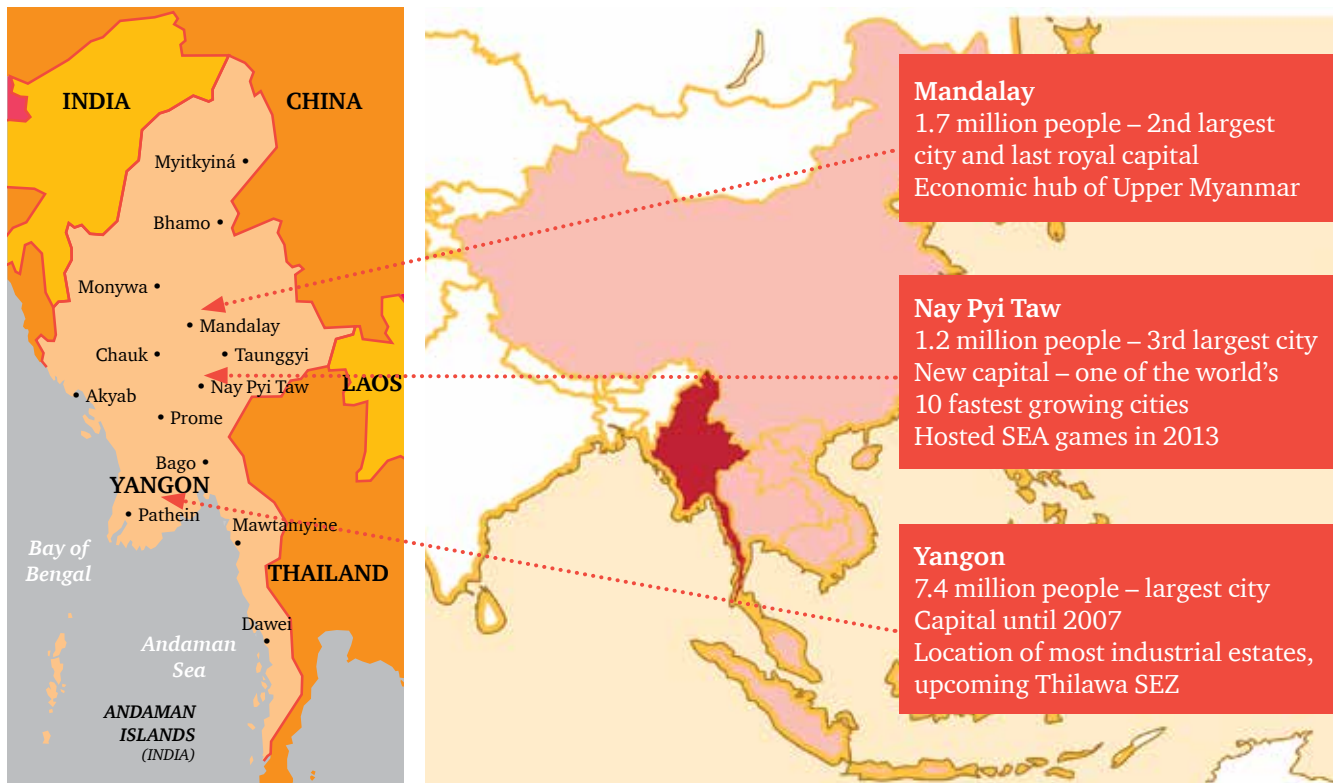 INDIA
CHINA
Myitkyiná
Bhamo
Monywa
Mandalay
Chauk
Taunggyi
Nay Pyi Taw
LAOS
Akyab
Prome
Bago
YANGON
Pathein
Mawtamyine
Bay of
Bengal
THAILAND
Dawei
Andaman
Sea
ANDAMAN
ISLANDS
(INDIA)
Mandalay
1.7 million people – 2nd largest
city and last royal capital
Economic hub of Upper Myanmar
Nay Pyi Taw
1.2 million people – 3rd largest city
New capital – one of the world's
10 fastest growing cities
Hosted SEA games in 2013
Yangon
7.4 million people – largest city
Capital until 2007
Location of most industrial estates,
upcoming Thilawa SEZ